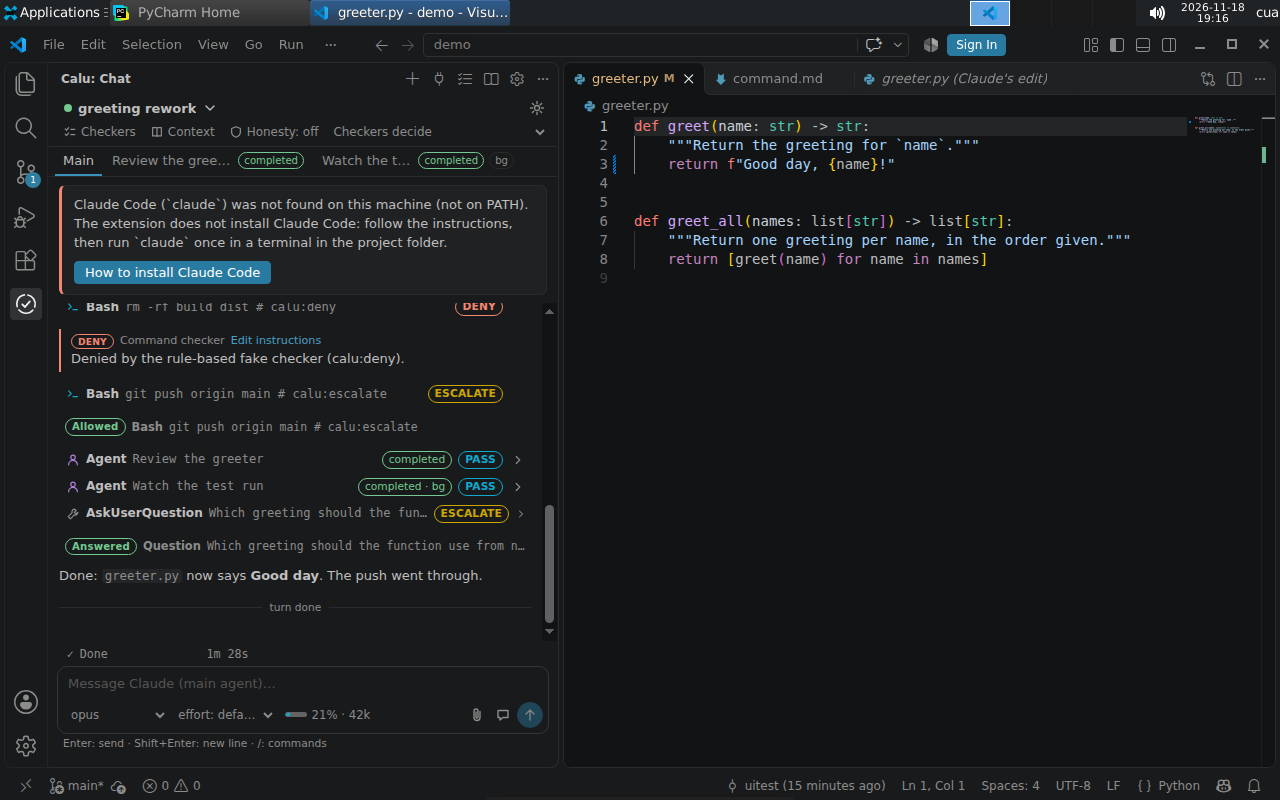 Applications
PyCharm Home
greeter.py - demo - Visu...
2026-11-18
19:16
cua
File Edit Selection View Go Run ···
demo
Sign In
Calu: Chat
greeting rework
Checkers Context Honesty: off Checkers decide
Main Review the gree... completed Watch the t... completed bg
Claude Code (`claude`) was not found on this machine (not on PATH).
The extension does not install Claude Code: follow the instructions,
then run `claude` once in a terminal in the project folder.
How to install Claude Code
Bash rm -rf build dist # calu:deny DENY
DENY Command checker Edit instructions
Denied by the rule-based fake checker (calu:deny).
Bash git push origin main # calu:escalate ESCALATE
Allowed Bash git push origin main # calu:escalate
Agent Review the greeter completed PASS
Agent Watch the test run completed · bg PASS
AskUserQuestion Which greeting should the fun... ESCALATE
Answered Question Which greeting should the function use from n...
Done: greeter.py now says Good day. The push went through.
turn done
✓ Done 1m 28s
Message Claude (main agent)...
opus effort: defa... 21% · 42k
Enter: send · Shift+Enter: new line · /: commands
1
greeter.py M
command.md
greeter.py (Claude's edit)
greeter.py
1 def greet(name: str) -> str:
2 """Return the greeting for `name`."""
3 return f"Good day, {name}!"
4
5
6 def greet_all(names: list[str]) -> list[str]:
7 """Return one greeting per name, in the order given."""
8 return [greet(name) for name in names]
9
main* 0 0
uitest (15 minutes ago) Ln 1, Col 1 Spaces: 4 UTF-8 LF { } Python